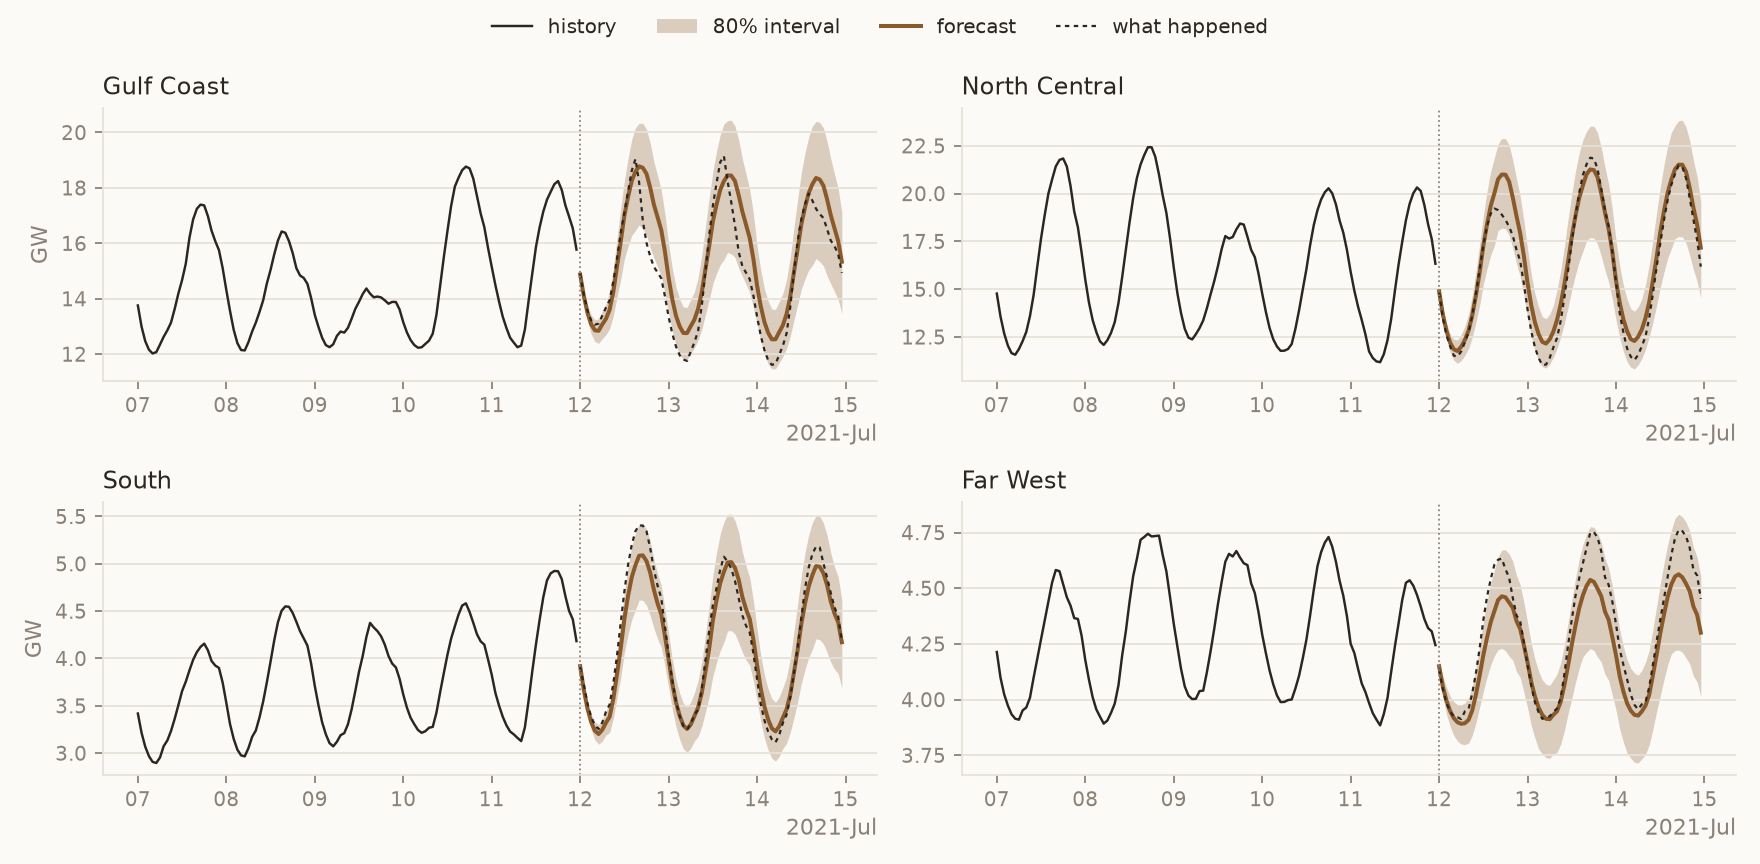 history 80% interval forecast what happened
Gulf Coast
GW
20
18
16
14
12
07 08 09 10 11 12 13 14 15
2021-Jul
North Central
22.5
20.0
17.5
15.0
12.5
07 08 09 10 11 12 13 14 15
2021-Jul
South
GW
5.5
5.0
4.5
4.0
3.5
3.0
07 08 09 10 11 12 13 14 15
2021-Jul
Far West
4.75
4.50
4.25
4.00
3.75
07 08 09 10 11 12 13 14 15
2021-Jul